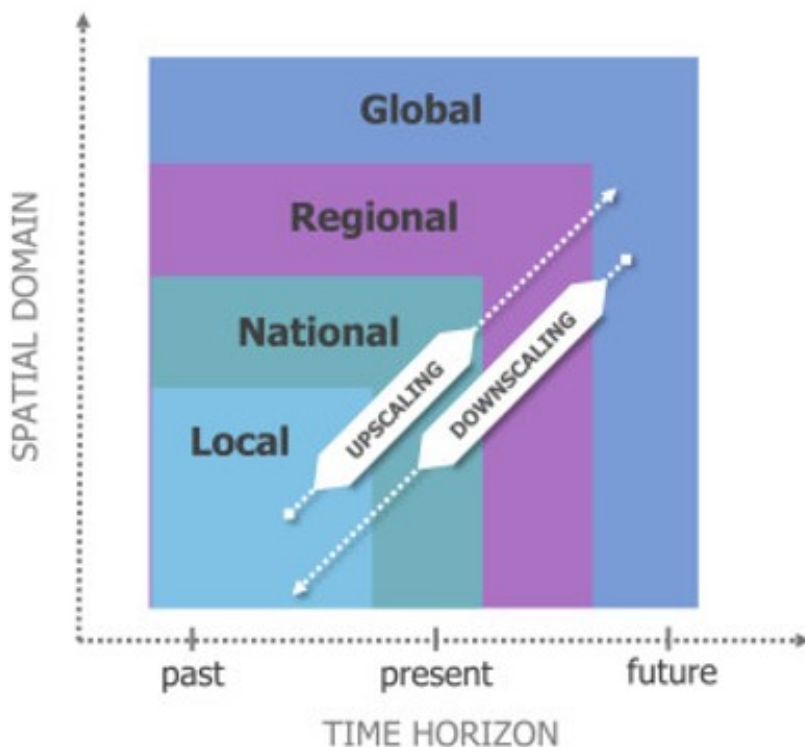 Global
Regional
National
Local
UPSCALING
DOWNSCALING
SPATIAL DOMAIN
past present future
TIME HORIZON